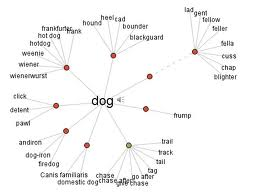 heel
cad
hound
bounder
blackguard
lad
gent
fellow
feller
fella
cuss
chap
blighter
frankfurter
frank
hot dog
hotdog
weenie
wiener
wienerwurst
click
detent
pawl
dog
frump
andiron
dog-iron
firedog
Canis familiaris
domestic dog
trail
track
tail
tag
go after
give chase
chase after
chase